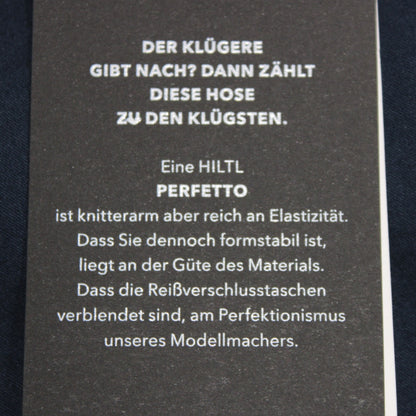 DER KLÜGERE
GIBT NACH? DANN ZÄHLT
DIESE HOSE
ZU DEN KLÜGSTEN.
Eine HILTL
PERFETTO
ist knitterarm aber reich an Elastizität.
Dass Sie dennoch formstabil ist,
liegt an der Güte des Materials.
Dass die Reißverschlusstaschen
verblendet sind, am Perfektionismus
unseres Modellmachers.